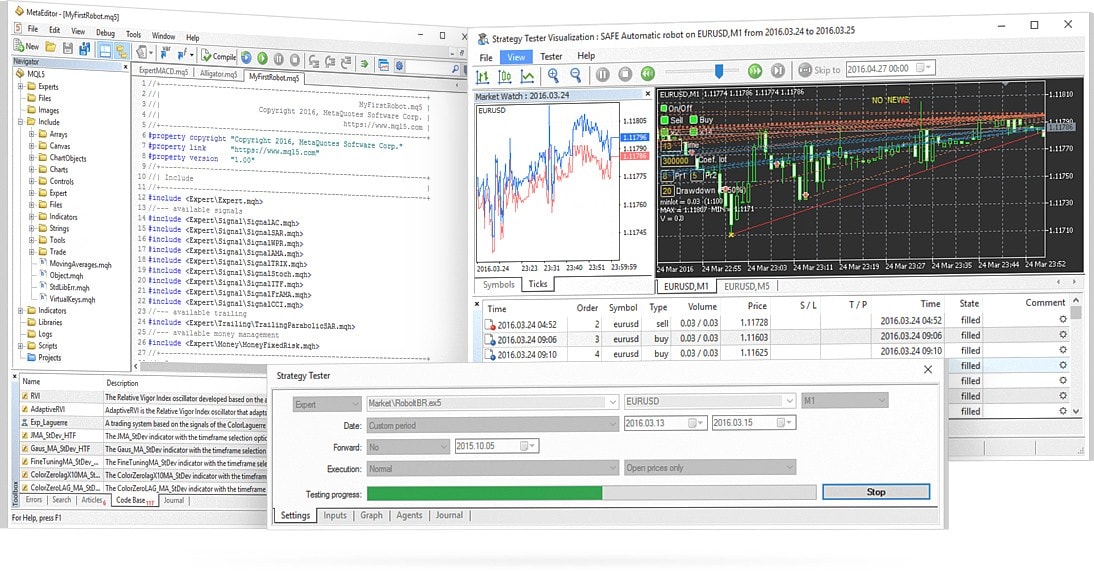 MetaEditor - [MyFirstRobot.mq5]
File Edit View Debug Tools Window Help
New Compile
Navigator
MQL5
Experts
Files
Images
Include
Arrays
Canvas
ChartObjects
Charts
Controls
Expert
Files
Indicators
Strings
Tools
Trade
MovingAverages.mqh
Object.mqh
StdLibErr.mqh
VirtualKeys.mqh
Indicators
Libraries
Logs
Scripts
Projects
ExpertMACD.mq5 Alligator.mq5 MyFirstRobot.mq5
1 //+------------------------------------------------------------------+
2 //| MyFirstRobot.mq5 |
3 //| Copyright 2016, MetaQuotes Software Corp. |
4 //| https://www.mql5.com |
5 //+------------------------------------------------------------------+
6 #property copyright "Copyright 2016, MetaQuotes Software Corp."
7 #property link "https://www.mql5.com"
8 #property version "1.00"
9 //+------------------------------------------------------------------+
10 //| Include |
11 //+------------------------------------------------------------------+
12 #include <Expert\Expert.mqh>
13 //--- available signals
14 #include <Expert\Signal\SignalAC.mqh>
15 #include <Expert\Signal\SignalSAR.mqh>
16 #include <Expert\Signal\SignalWPR.mqh>
17 #include <Expert\Signal\SignalAMA.mqh>
18 #include <Expert\Signal\SignalTRIX.mqh>
19 #include <Expert\Signal\SignalStoch.mqh>
20 #include <Expert\Signal\SignalITF.mqh>
21 #include <Expert\Signal\SignalFrAMA.mqh>
22 #include <Expert\Signal\SignalCCI.mqh>
23 //--- available trailing
24 #include <Expert\Trailing\TrailingParabolicSAR.mqh>
25 //--- available money management
26 #include <Expert\Money\MoneyFixedRisk.mqh>
27 //+------------------------------------------------------------------+
Name Description
RVI The Relative Vigor Index oscillator developed based on the a
AdaptiveRVI AdaptiveRVI is the Relative Vigor Index oscillator that adapts
Exp_Laguerre A trading system based on the signals of the ColorLaguerre
JMA_StDev_HTF The JMA_StDev indicator with the timeframe selection optio
Gaus_MA_StDev_HTF The GausMA_StDev indicator with the timeframe selection
FineTuningMA_StDev_... The FineTuningMA_StDev indicator with the timeframe sele
ColorZerolagX10MA_StDev... The ColorZerolagX10MA_StDev indicator with the timefr
ColorZeroLAG_MA_StDev The ColorZeroLAG_MA_StDev indicator with the timefra
Toolbox
Errors Search Articles 6 Code Base 117 Journal
For Help, press F1
Strategy Tester Visualization : SAFE Automatic robot on EURUSD,M1 from 2016.03.24 to 2016.03.25
File View Tester Help
Skip to 2016.04.27 00:00
Market Watch : 2016.03.24
EURUSD
1.11805
1.11796
1.11786
1.11775
1.11765
1.11755
1.11745
2016.03.24 23:23 23:40 23:51 23:59:59
Symbols Ticks
EURUSD,M1 1.11774 1.11786 1.11774 1.11786
NO NEWS
On/Off
Sell Buy
x14
13 Time
300000 Coef. lot
8 Pr1 5 Pr2
20 Drawdown (-50%)
minlot = 0.03 (1:100
MAX = 1.11807 MIN = 1.11771
V = 0.0
1.11810
1.11786
1.11770
1.11750
1.11730
1.11710
24 Mar 2016 24 Mar 22:55 24 Mar 23:03 24 Mar 23:11 24 Mar 23:19 24 Mar 23:27 24 Mar 23:35 24 Mar 23:44 24 Mar 23:52
EURUSD,M1 EURUSD,M5
Time Order Symbol Type Volume Price S / L T / P Time State Comment
2016.03.24 04:52 2 eurusd sell 0.03 / 0.03 1.11728 2016.03.24 04:52 filled
2016.03.24 09:06 3 eurusd buy 0.03 / 0.03 1.11603 2016.03.24 09:06 filled
2016.03.24 09:10 4 eurusd buy 0.03 / 0.03 1.11625 2016.03.24 09:10 filled
filled
filled
filled
filled
Strategy Tester
Expert Market\RobotBR.ex5 EURUSD M1
Date: Custom period 2016.03.13 2016.03.15
Forward: No 2015.10.05
Execution: Normal Open prices only
Testing progress: Stop
Settings Inputs Graph Agents Journal